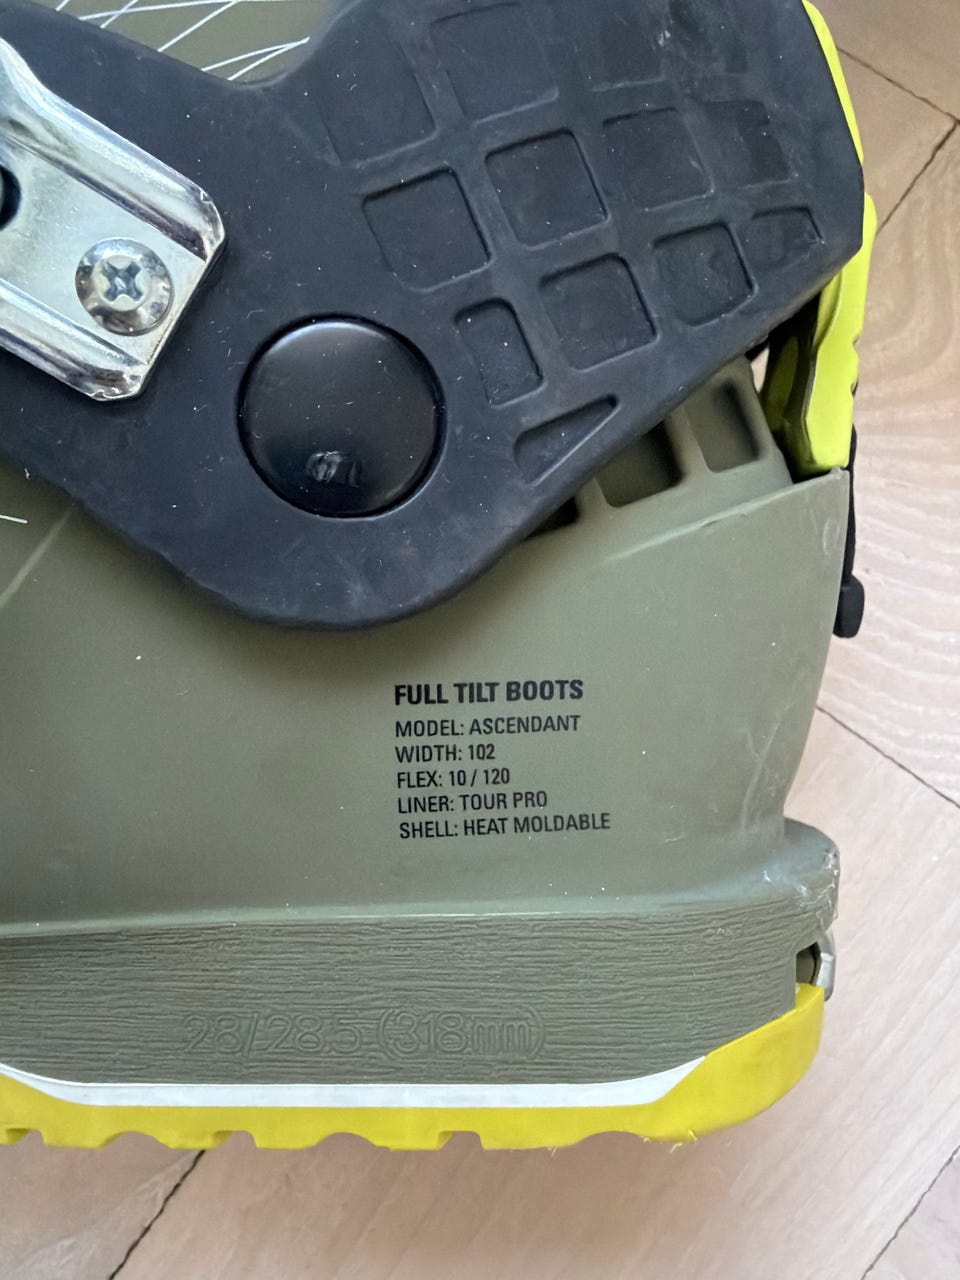 FULL TILT BOOTS
MODEL: ASCENDANT
WIDTH: 102
FLEX: 10 / 120
LINER: TOUR PRO
SHELL: HEAT MOLDABLE
28/28.5 (318mm)